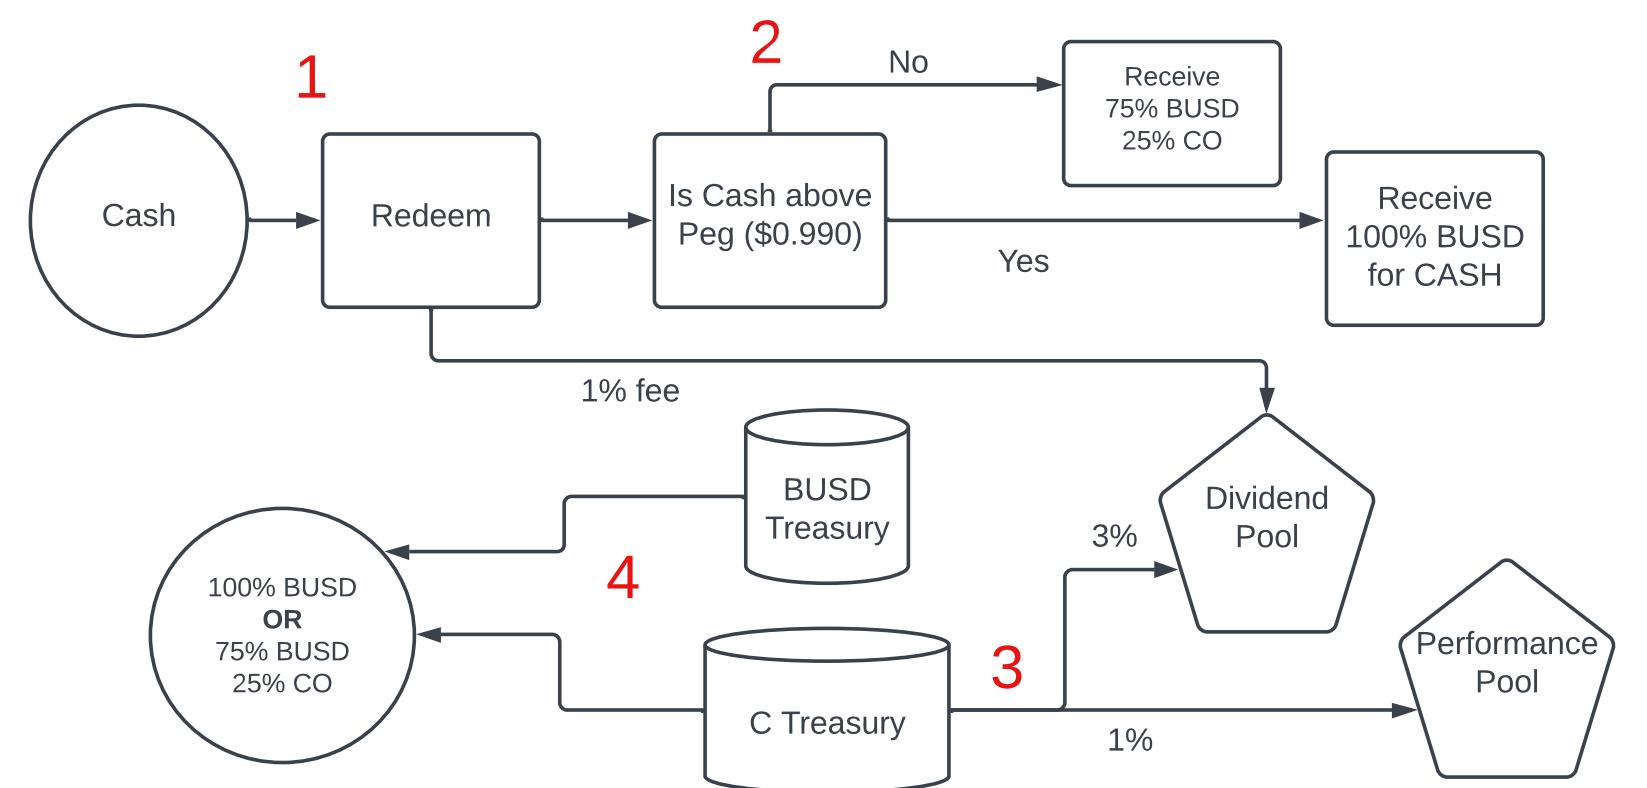 1
2
No
Receive
75% BUSD
25% CO
Cash
Redeem
Is Cash above
Peg ($0.990)
Yes
Receive
100% BUSD
for CASH
1% fee
BUSD
Treasury
Dividend
Pool
3%
4
100% BUSD
OR
75% BUSD
25% CO
3
C Treasury
1%
Performance
Pool